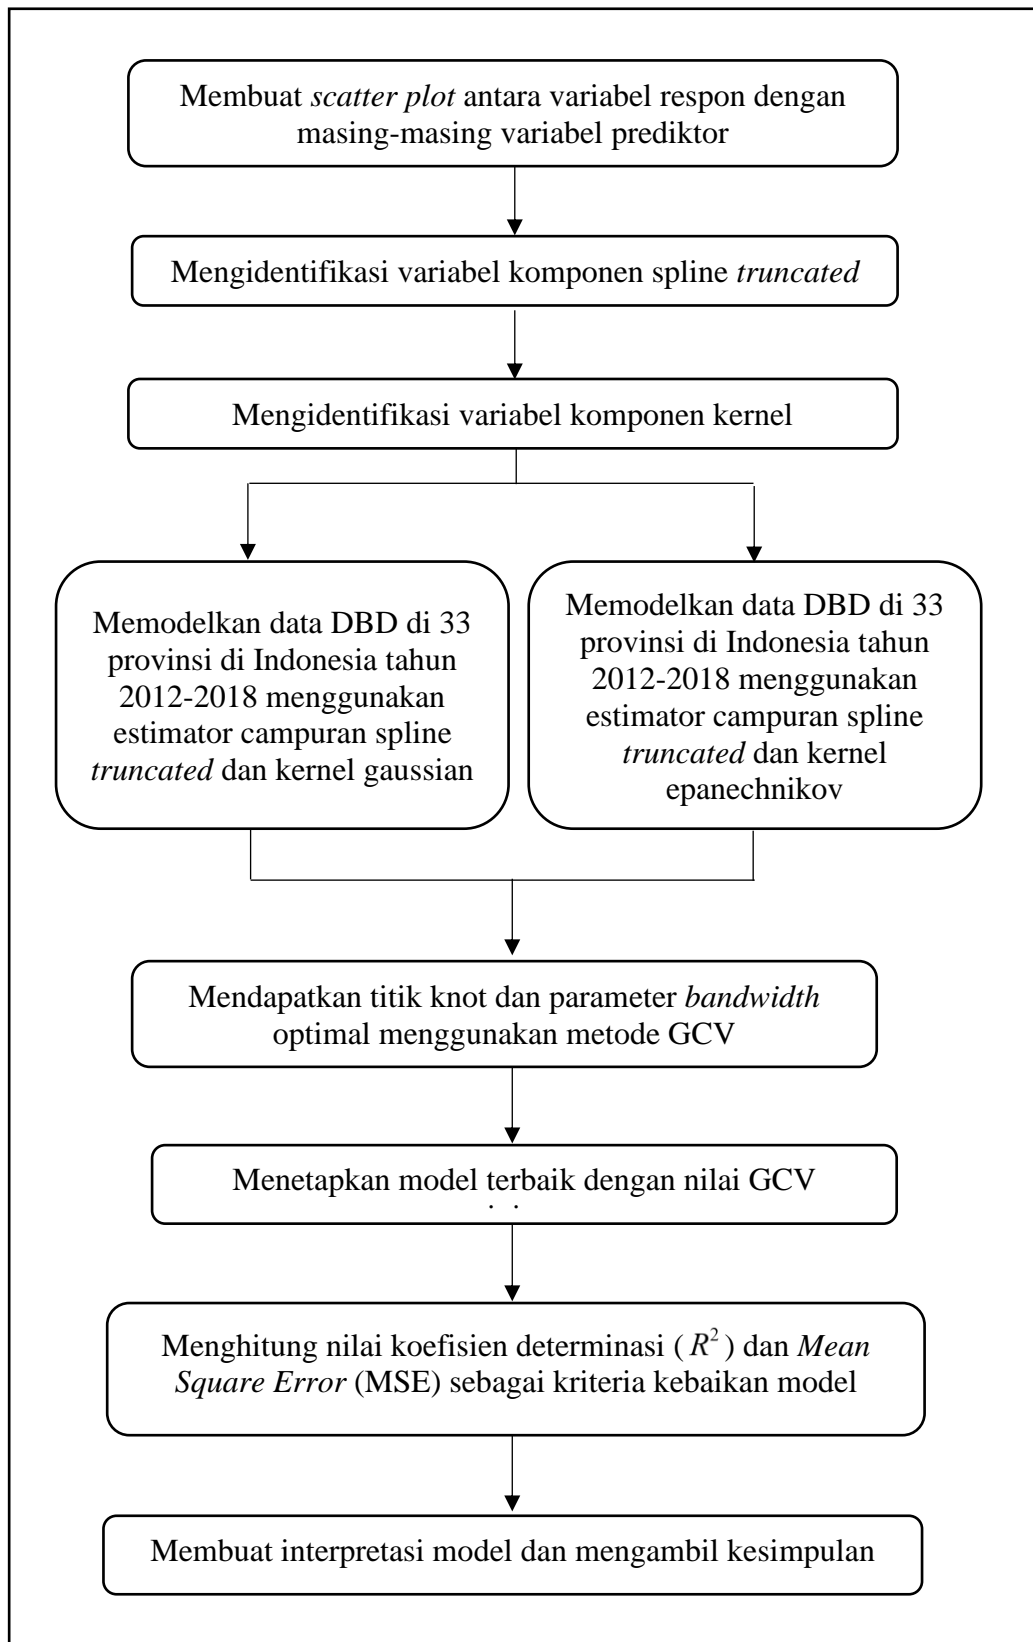 Membuat scatter plot antara variabel respon dengan
masing-masing variabel prediktor
Mengidentifikasi variabel komponen spline truncated
Mengidentifikasi variabel komponen kernel
Memodelkan data DBD di 33
provinsi di Indonesia tahun
2012-2018 menggunakan
estimator campuran spline
truncated dan kernel gaussian
Memodelkan data DBD di 33
provinsi di Indonesia tahun
2012-2018 menggunakan
estimator campuran spline
truncated dan kernel
epanechnikov
Mendapatkan titik knot dan parameter bandwidth
optimal menggunakan metode GCV
Menetapkan model terbaik dengan nilai GCV
Menghitung nilai koefisien determinasi (R²) dan Mean
Square Error (MSE) sebagai kriteria kebaikan model
Membuat interpretasi model dan mengambil kesimpulan